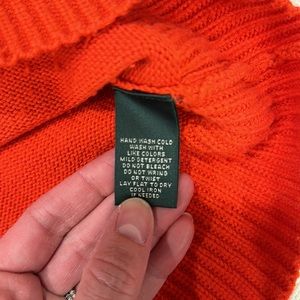 HAND WASH COLD
WASH WITH
LIKE COLORS
MILD DETERGENT
DO NOT BLEACH
DO NOT WRING
OR TWIST
LAY FLAT TO DRY
COOL IRON
IF NEEDED